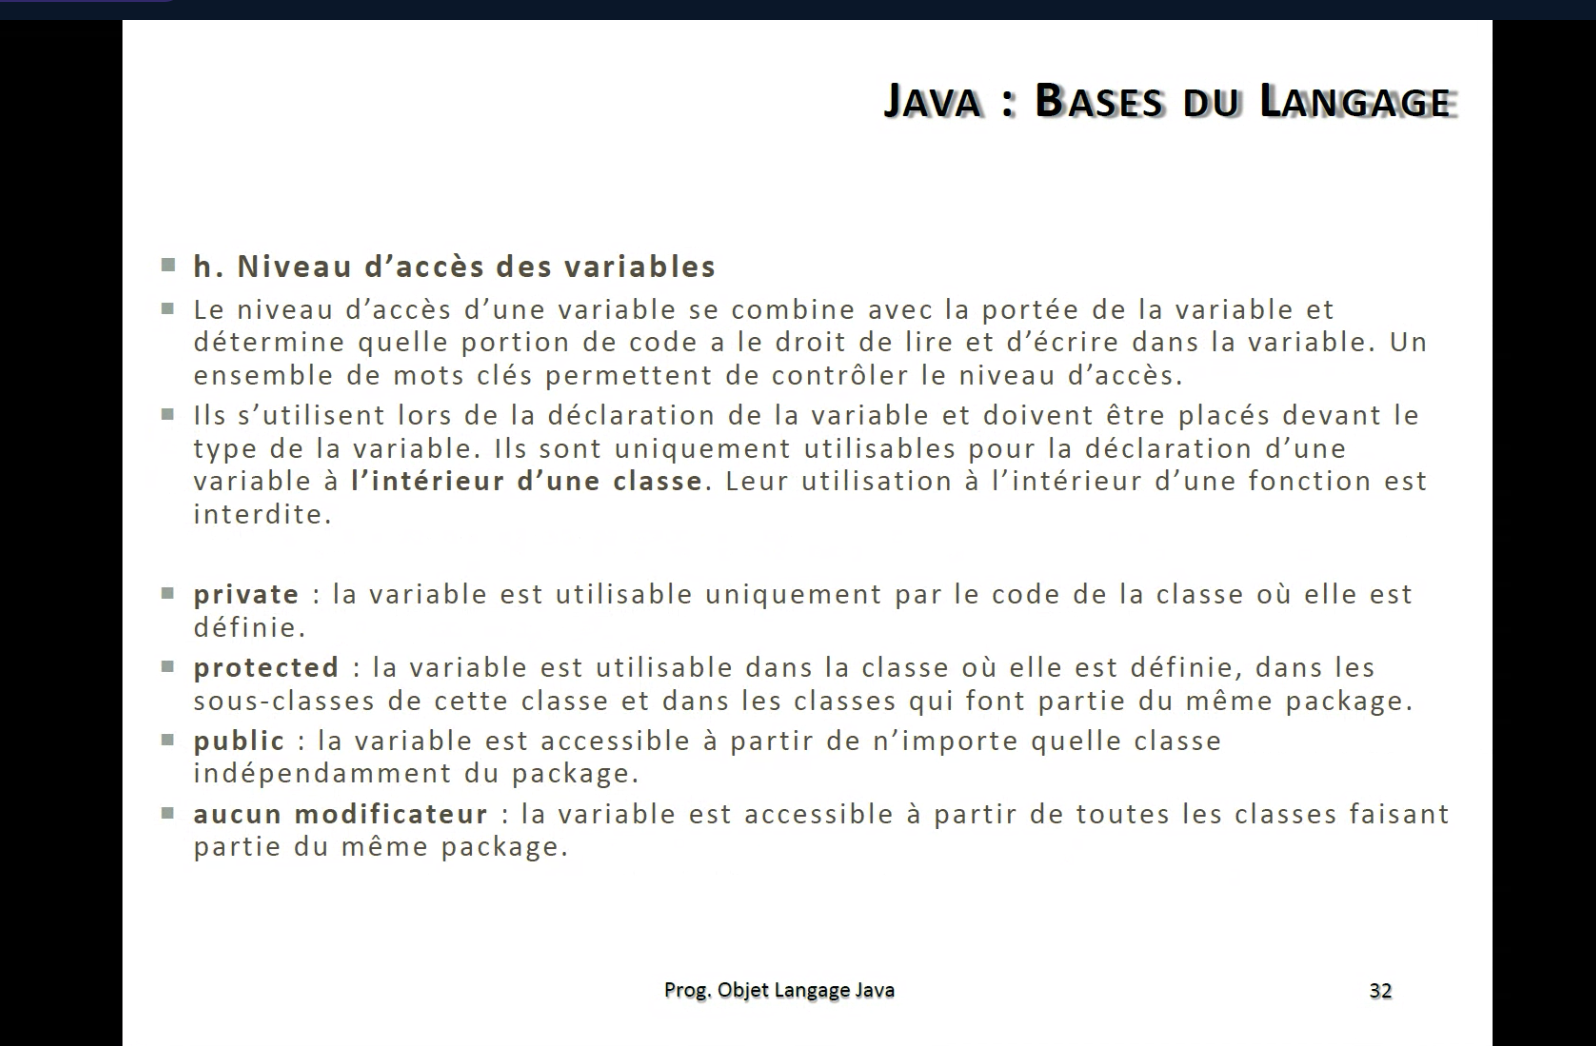 JAVA : BASES DU LANGAGE
h. Niveau d’accès des variables
Le niveau d’accès d’une variable se combine avec la portée de la variable et
détermine quelle portion de code a le droit de lire et d’écrire dans la variable. Un
ensemble de mots clés permettent de contrôler le niveau d’accès.
Ils s’utilisent lors de la déclaration de la variable et doivent être placés devant le
type de la variable. Ils sont uniquement utilisables pour la déclaration d’une
variable à l’intérieur d’une classe. Leur utilisation à l’intérieur d’une fonction est
interdite.
private : la variable est utilisable uniquement par le code de la classe où elle est
définie.
protected : la variable est utilisable dans la classe où elle est définie, dans les
sous-classes de cette classe et dans les classes qui font partie du même package.
public : la variable est accessible à partir de n’importe quelle classe
indépendamment du package.
aucun modificateur : la variable est accessible à partir de toutes les classes faisant
partie du même package.
Prog. Objet Langage Java
32